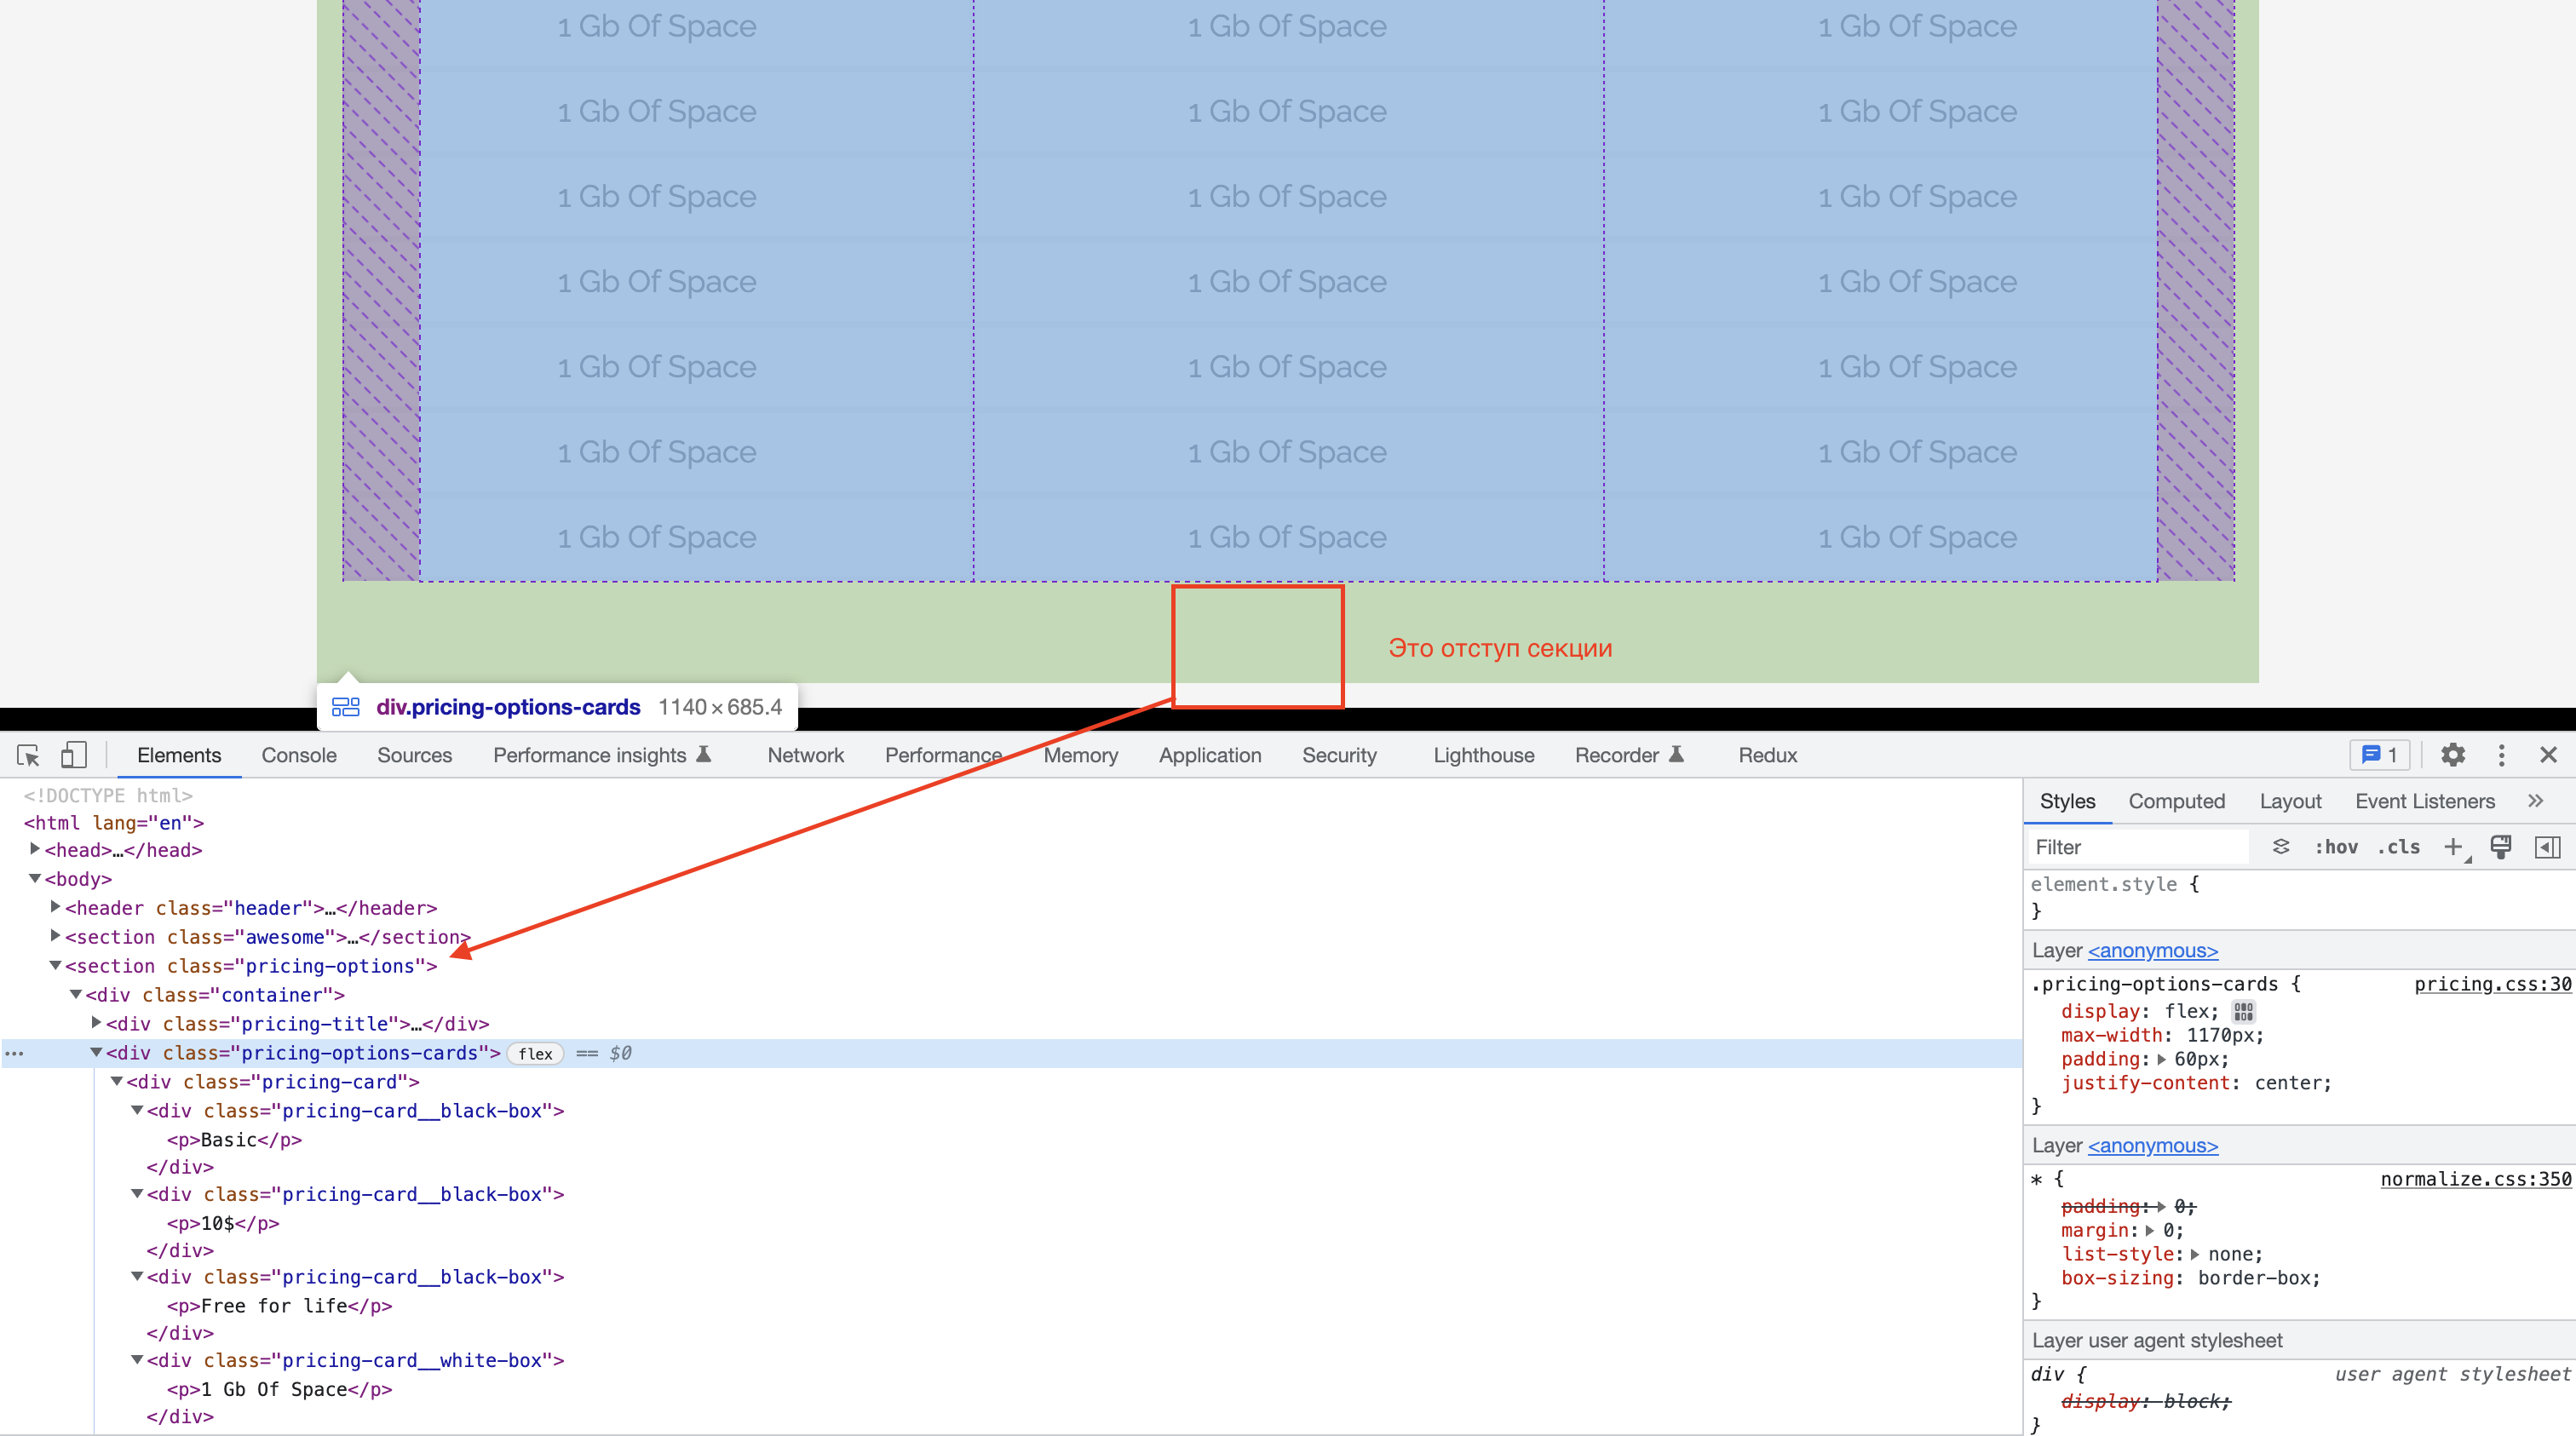 1 Gb Of Space 1 Gb Of Space 1 Gb Of Space
1 Gb Of Space 1 Gb Of Space 1 Gb Of Space
1 Gb Of Space 1 Gb Of Space 1 Gb Of Space
1 Gb Of Space 1 Gb Of Space 1 Gb Of Space
1 Gb Of Space 1 Gb Of Space 1 Gb Of Space
1 Gb Of Space 1 Gb Of Space 1 Gb Of Space
1 Gb Of Space 1 Gb Of Space 1 Gb Of Space
Это отступ секции
div.pricing-options-cards 1140×685.4
Elements Console Sources Performance insights Network Performance Memory Application Security Lighthouse Recorder Redux 1
<!DOCTYPE html>
<html lang="en">
<head>…</head>
<body>
<header class="header">…</header>
<section class="awesome">…</section>
<section class="pricing-options">
<div class="container">
<div class="pricing-title">…</div>
<div class="pricing-options-cards"> flex == $0
<div class="pricing-card">
<div class="pricing-card__black-box">
<p>Basic</p>
</div>
<div class="pricing-card__black-box">
<p>10$</p>
</div>
<div class="pricing-card__black-box">
<p>Free for life</p>
</div>
<div class="pricing-card__white-box">
<p>1 Gb Of Space</p>
</div>
Styles Computed Layout Event Listeners »
Filter :hov .cls +
element.style {
}
Layer <anonymous>
.pricing-options-cards { pricing.css:30
display: flex;
max-width: 1170px;
padding: 60px;
justify-content: center;
}
Layer <anonymous>
* { normalize.css:350
padding: 0;
margin: 0;
list-style: none;
box-sizing: border-box;
}
Layer user agent stylesheet
div { user agent stylesheet
display: block;
}